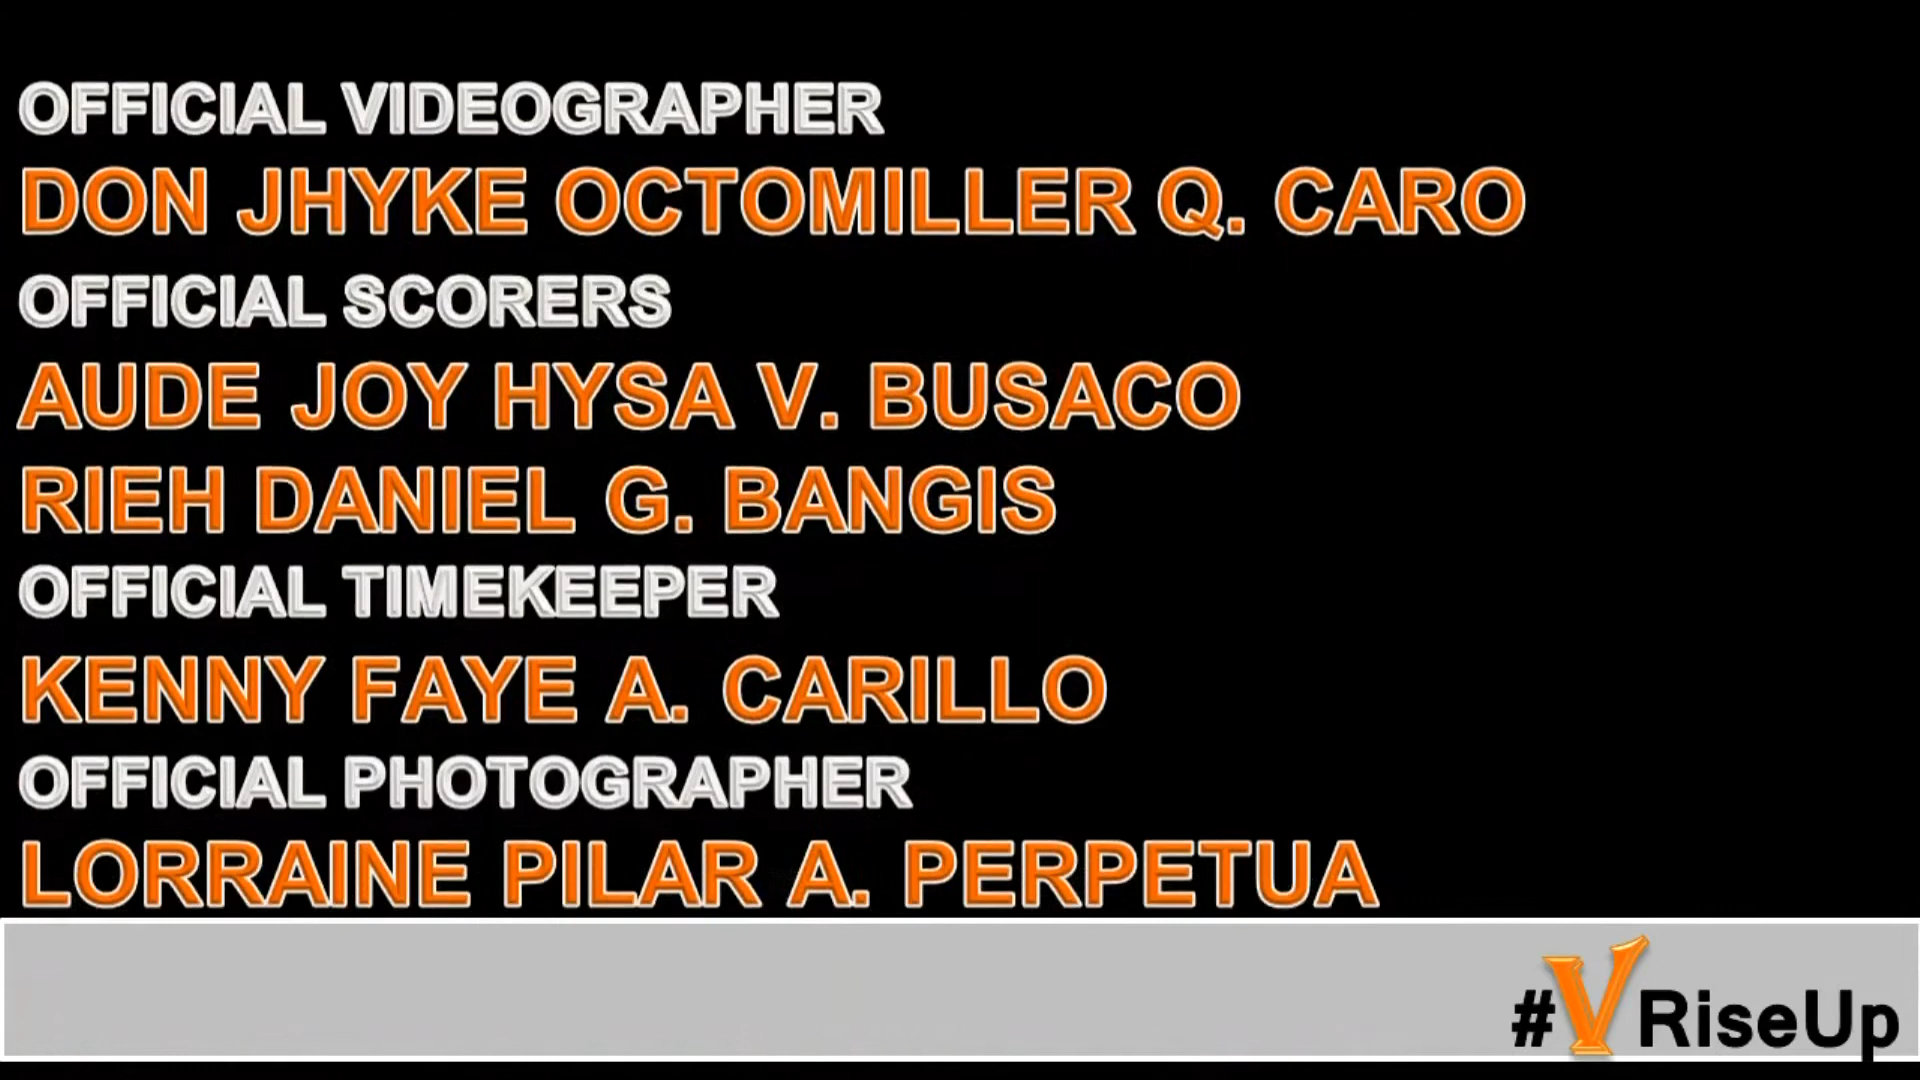 OFFICIAL VIDEOGRAPHER
DON JHYKE OCTOMILLER Q. CARO
OFFICIAL SCORERS
AUDE JOY HYSA V. BUSACO
RIEH DANIEL G. BANGIS
OFFICIAL TIMEKEEPER
KENNY FAYE A. CARILLO
OFFICIAL PHOTOGRAPHER
LORRAINE PILAR A. PERPETUA
#VRiseUp